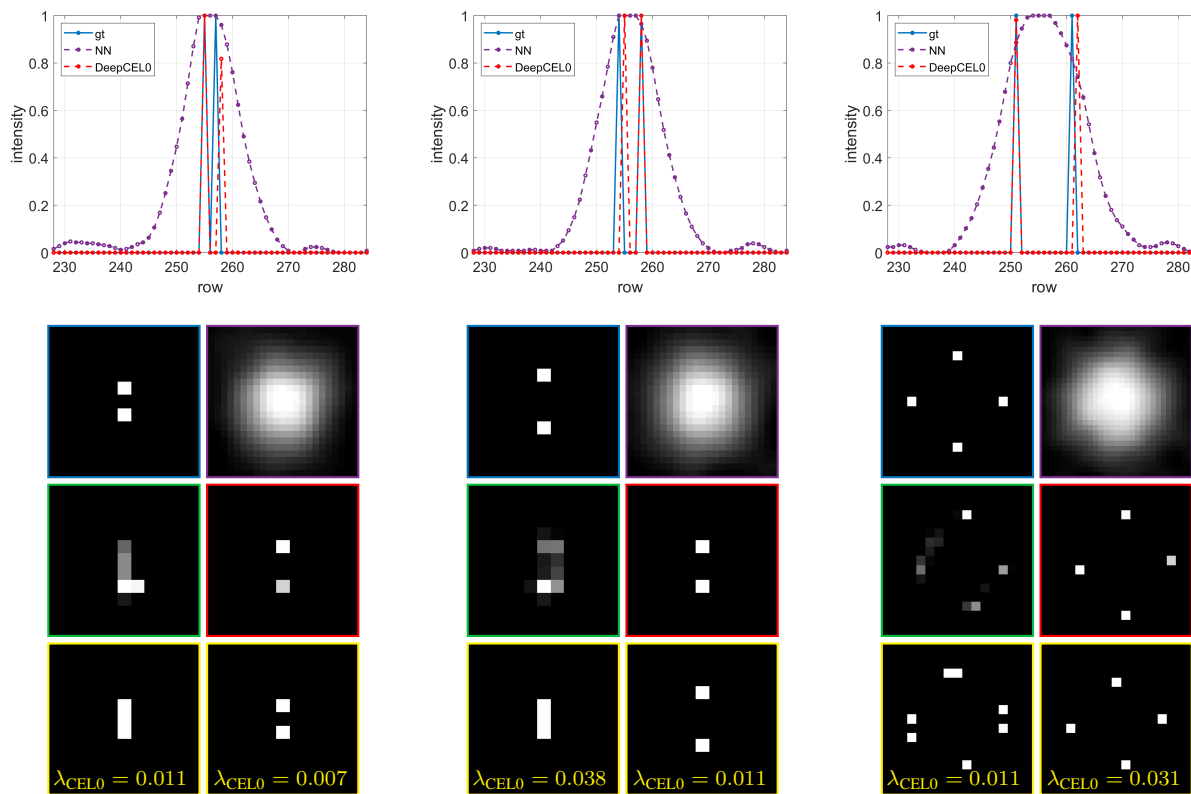 1
0.8
0.6
0.4
0.2
0
intensity
gt
NN
DeepCEL0
228 240 250 260 270 280
row
1
0.8
0.6
0.4
0.2
0
intensity
gt
NN
DeepCEL0
228 240 250 260 270 280
row
1
0.8
0.6
0.4
0.2
0
intensity
gt
NN
DeepCEL0
230 240 250 260 270 280
row
λCEL0 = 0.011
λCEL0 = 0.007
λCEL0 = 0.038
λCEL0 = 0.011
λCEL0 = 0.011
λCEL0 = 0.031